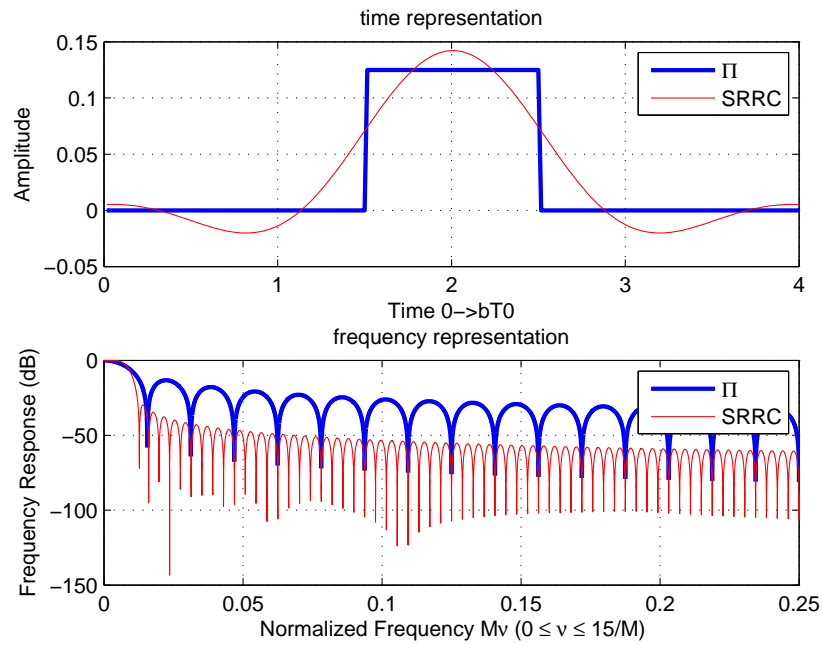 time representation
0.15
0.1
0.05
0
−0.05
Amplitude
Π
SRRC
0 1 2 3 4
Time 0−>bT0
frequency representation
0
−50
−100
−150
Frequency Response (dB)
Π
SRRC
0 0.05 0.1 0.15 0.2 0.25
Normalized Frequency Mν (0 ≤ ν ≤ 15/M)